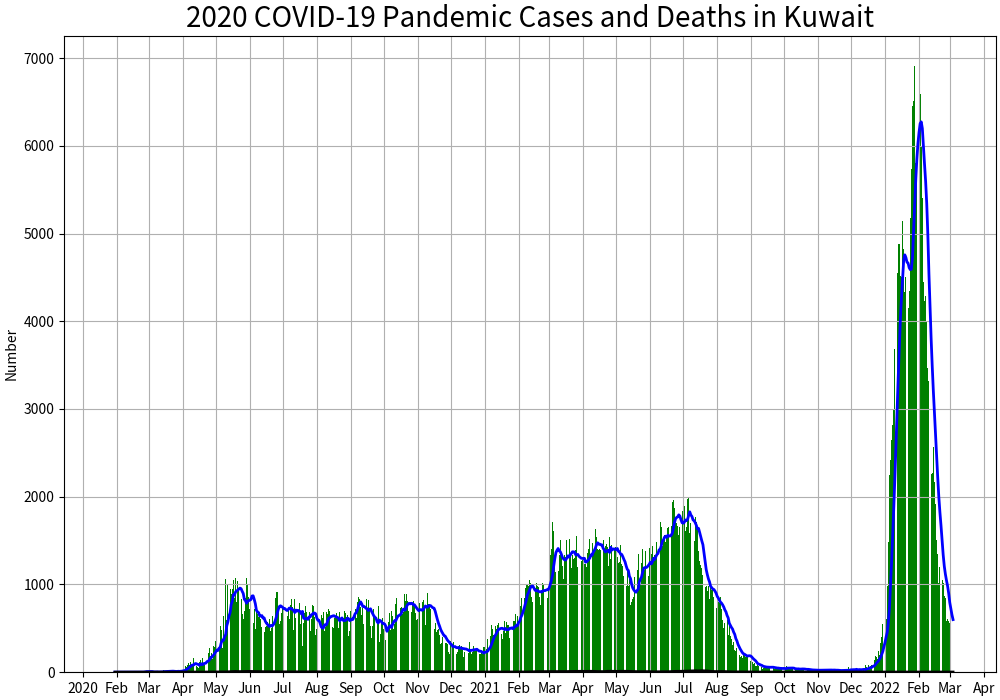 2020 COVID-19 Pandemic Cases and Deaths in Kuwait
7000
6000
5000
4000
3000
2000
1000
0
Number
2020 Feb Mar Apr May Jun Jul Aug Sep Oct Nov Dec 2021 Feb Mar Apr May Jun Jul Aug Sep Oct Nov Dec 2022 Feb Mar Apr